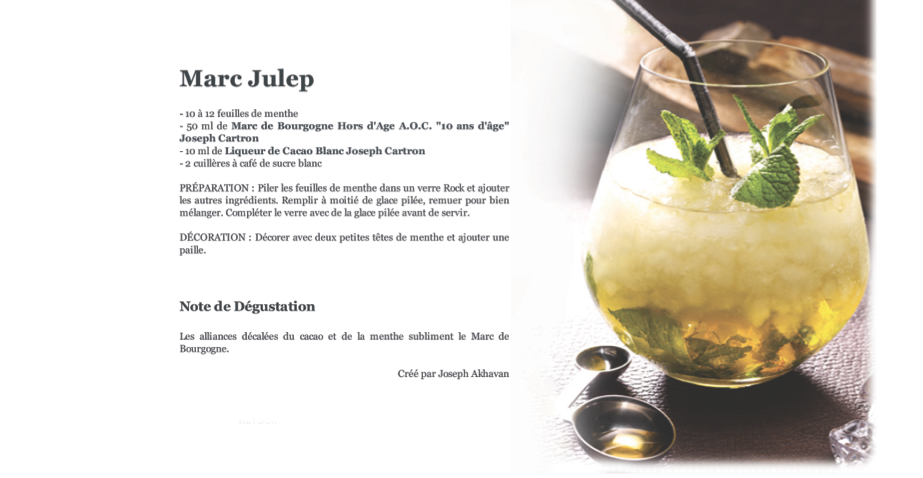 Marc Julep
- 10 à 12 feuilles de menthe
- 50 ml de Marc de Bourgogne Hors d'Age A.O.C. "10 ans d'âge"
Joseph Cartron
- 10 ml de Liqueur de Cacao Blanc Joseph Cartron
- 2 cuillères à café de sucre blanc
PRÉPARATION : Piler les feuilles de menthe dans un verre Rock et ajouter
les autres ingrédients. Remplir à moitié de glace pilée, remuer pour bien
mélanger. Compléter le verre avec de la glace pilée avant de servir.
DÉCORATION : Décorer avec deux petites têtes de menthe et ajouter une
paille.
Note de Dégustation
Les alliances décalées du cacao et de la menthe subliment le Marc de
Bourgogne.
Créé par Joseph Akhavan